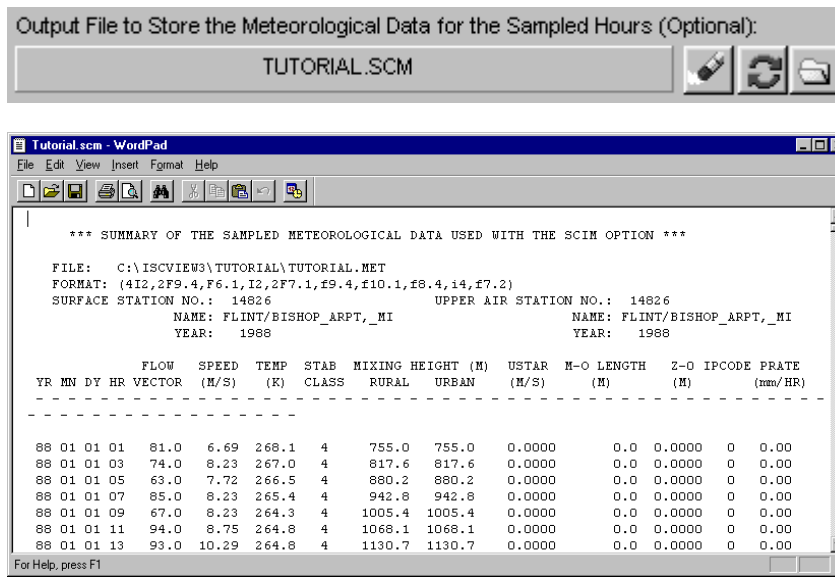 Output File to Store the Meteorological Data for the Sampled Hours (Optional):
TUTORIAL.SCM
Tutorial.scm - WordPad
File Edit View Insert Format Help
*** SUMMARY OF THE SAMPLED METEOROLOGICAL DATA USED WITH THE SCIM OPTION ***
FILE: C:\ISCVIEW3\TUTORIAL\TUTORIAL.MET
FORMAT: (4I2,2F9.4,F6.1,I2,2F7.1,f9.4,f10.1,f8.4,i4,f7.2)
SURFACE STATION NO.: 14826 UPPER AIR STATION NO.: 14826
NAME: FLINT/BISHOP_ARPT,_MI NAME: FLINT/BISHOP_ARPT,_MI
YEAR: 1988 YEAR: 1988
FLOW SPEED TEMP STAB MIXING HEIGHT (M) USTAR M-O LENGTH Z-O IPCODE PRATE
YR MN DY HR VECTOR (M/S) (K) CLASS RURAL URBAN (M/S) (M) (M) (mm/HR)
- - - - - - - - - - - - - - - - - - - - - - - - - - - - - - - - - - - - - - - - - - - - - - - - - -
- - - - - - - - - - - - - - - - -
88 01 01 01 81.0 6.69 268.1 4 755.0 755.0 0.0000 0.0 0.0000 0 0.00
88 01 01 03 74.0 8.23 267.0 4 817.6 817.6 0.0000 0.0 0.0000 0 0.00
88 01 01 05 63.0 7.72 266.5 4 880.2 880.2 0.0000 0.0 0.0000 0 0.00
88 01 01 07 85.0 8.23 265.4 4 942.8 942.8 0.0000 0.0 0.0000 0 0.00
88 01 01 09 67.0 8.23 264.3 4 1005.4 1005.4 0.0000 0.0 0.0000 0 0.00
88 01 01 11 94.0 8.75 264.8 4 1068.1 1068.1 0.0000 0.0 0.0000 0 0.00
88 01 01 13 93.0 10.29 264.8 4 1130.7 1130.7 0.0000 0.0 0.0000 0 0.00
For Help, press F1